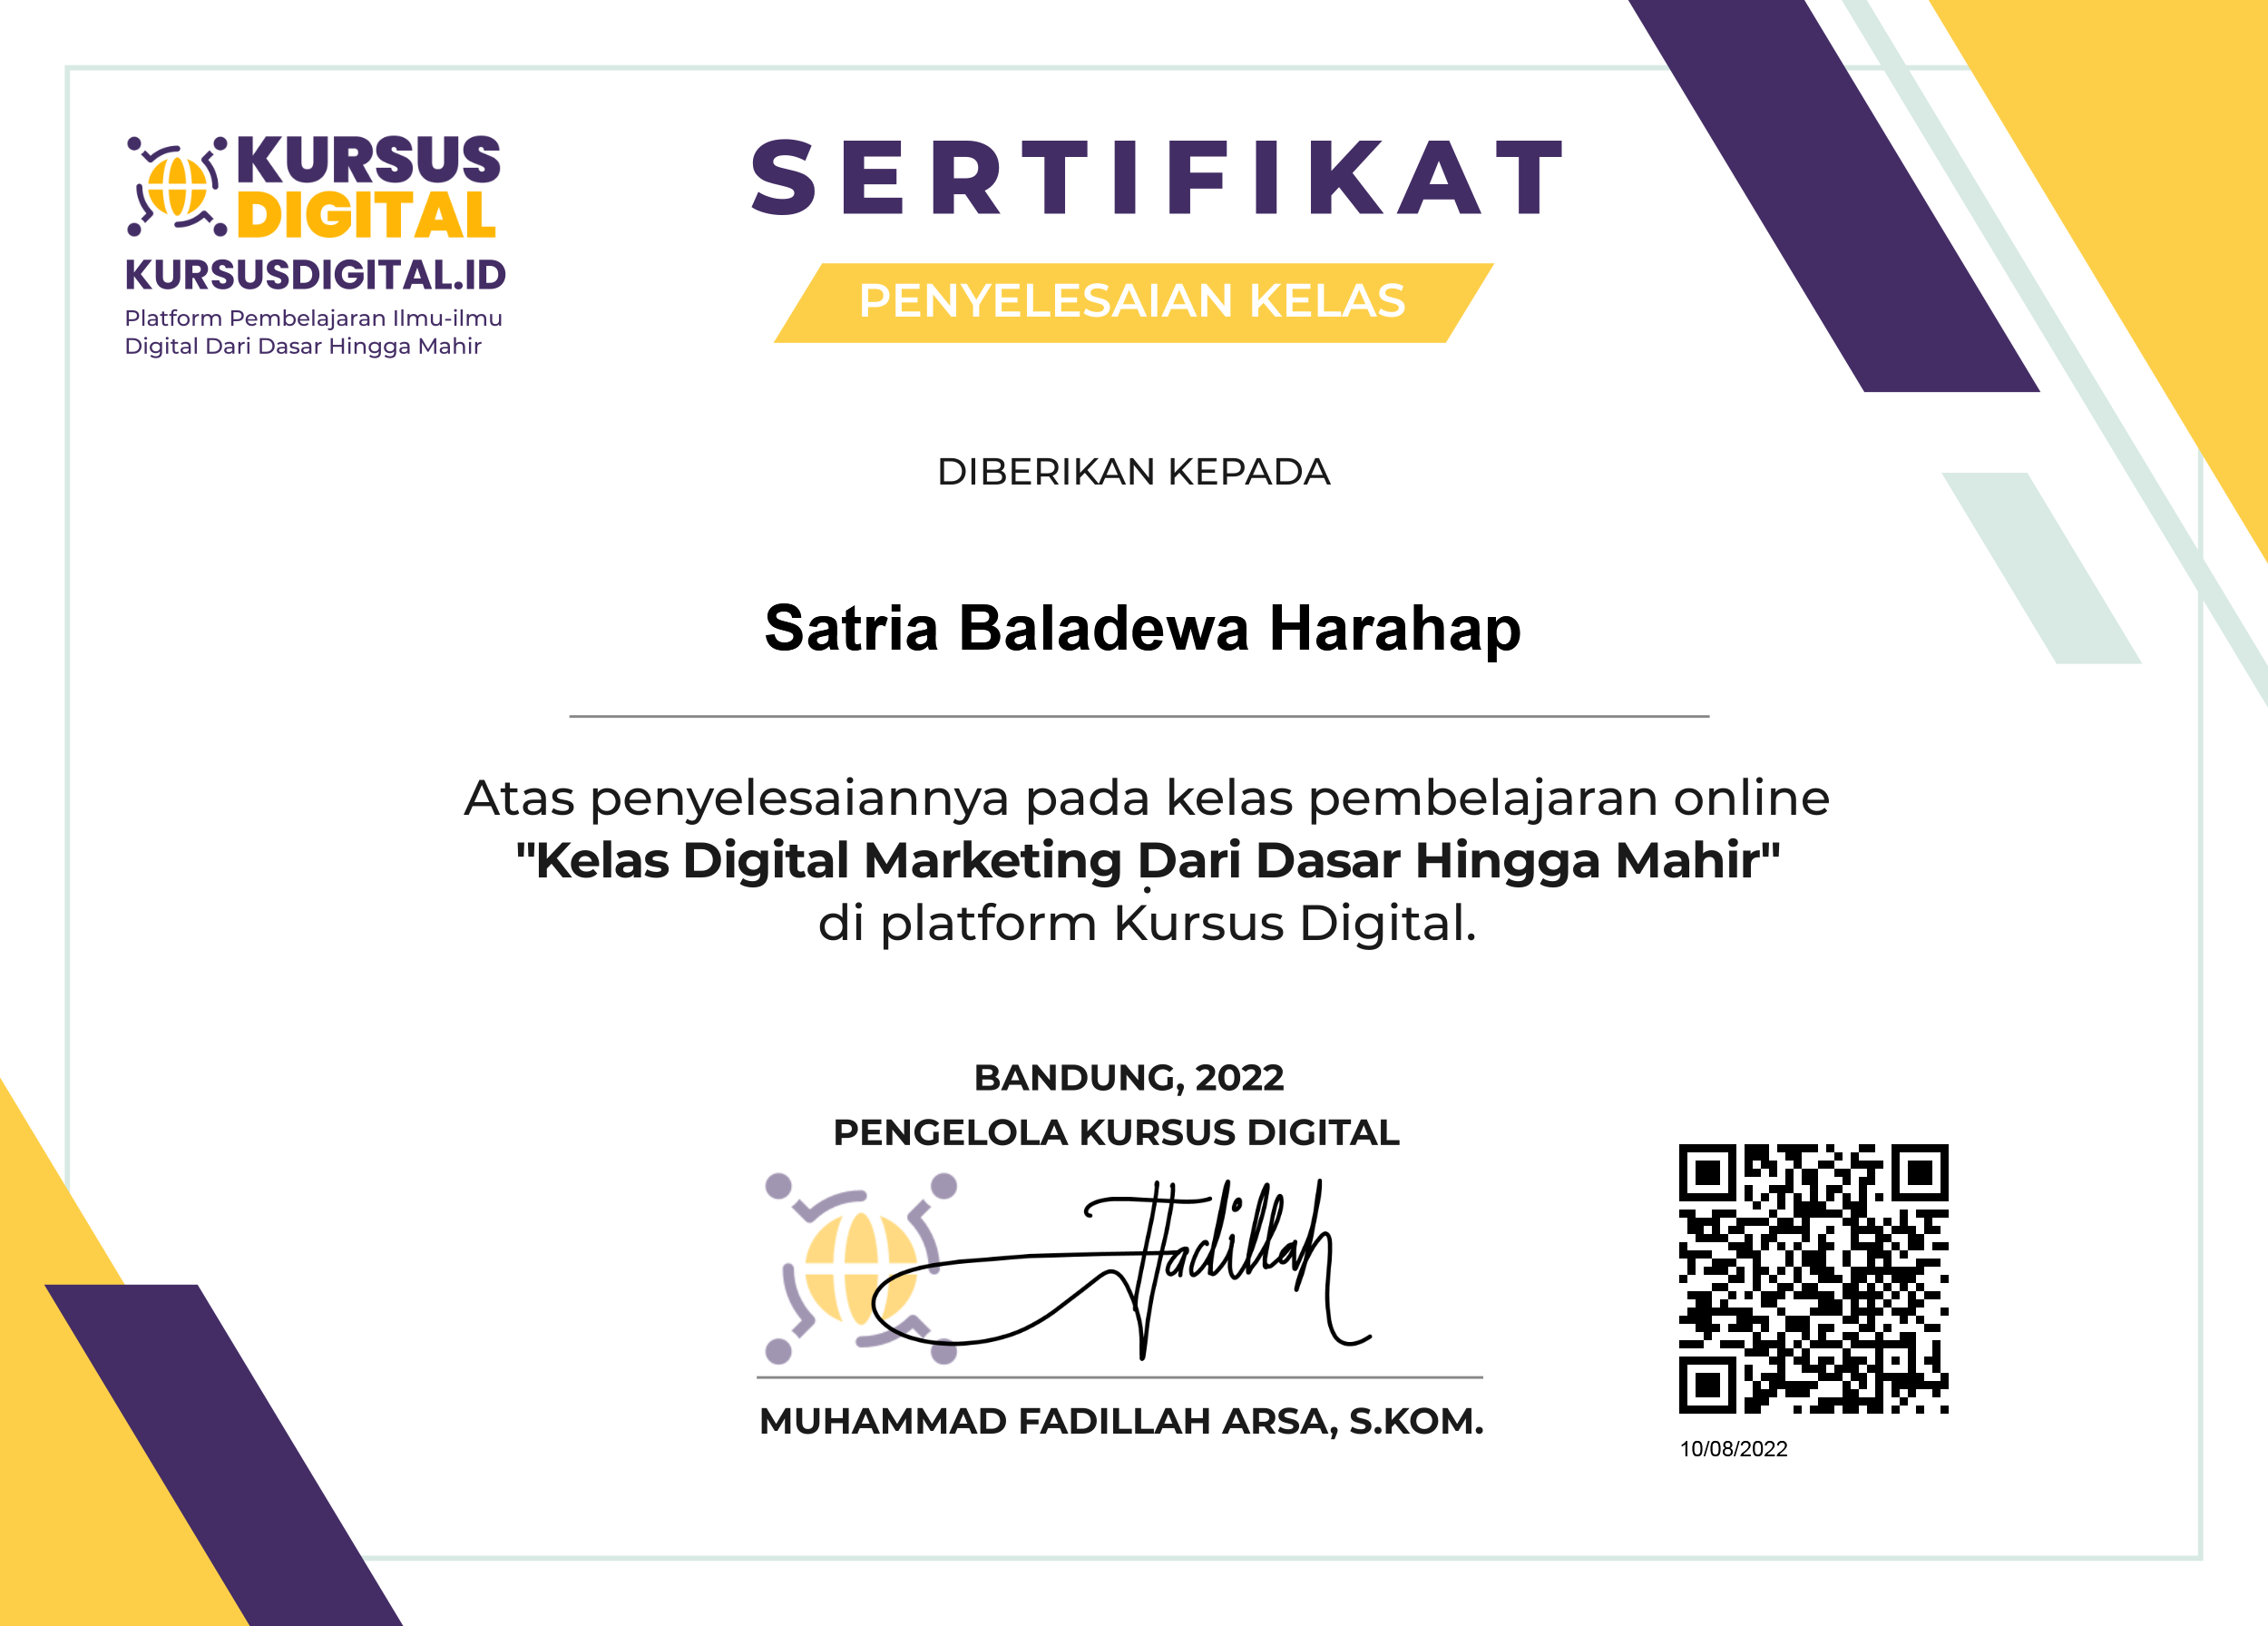 KURSUS
DIGITAL
KURSUSDIGITAL.ID
Platform Pembelajaran Ilmu-ilmu
Digital Dari Dasar Hingga Mahir
SERTIFIKAT
PENYELESAIAN KELAS
DIBERIKAN KEPADA
Satria Baladewa Harahap
Atas penyelesaiannya pada kelas pembelajaran online
"Kelas Digital Marketing Dari Dasar Hingga Mahir"
di platform Kursus Digital.
BANDUNG, 2022
PENGELOLA KURSUS DIGITAL
Fadillah
MUHAMMAD FADILLAH ARSA, S.KOM.
10/08/2022